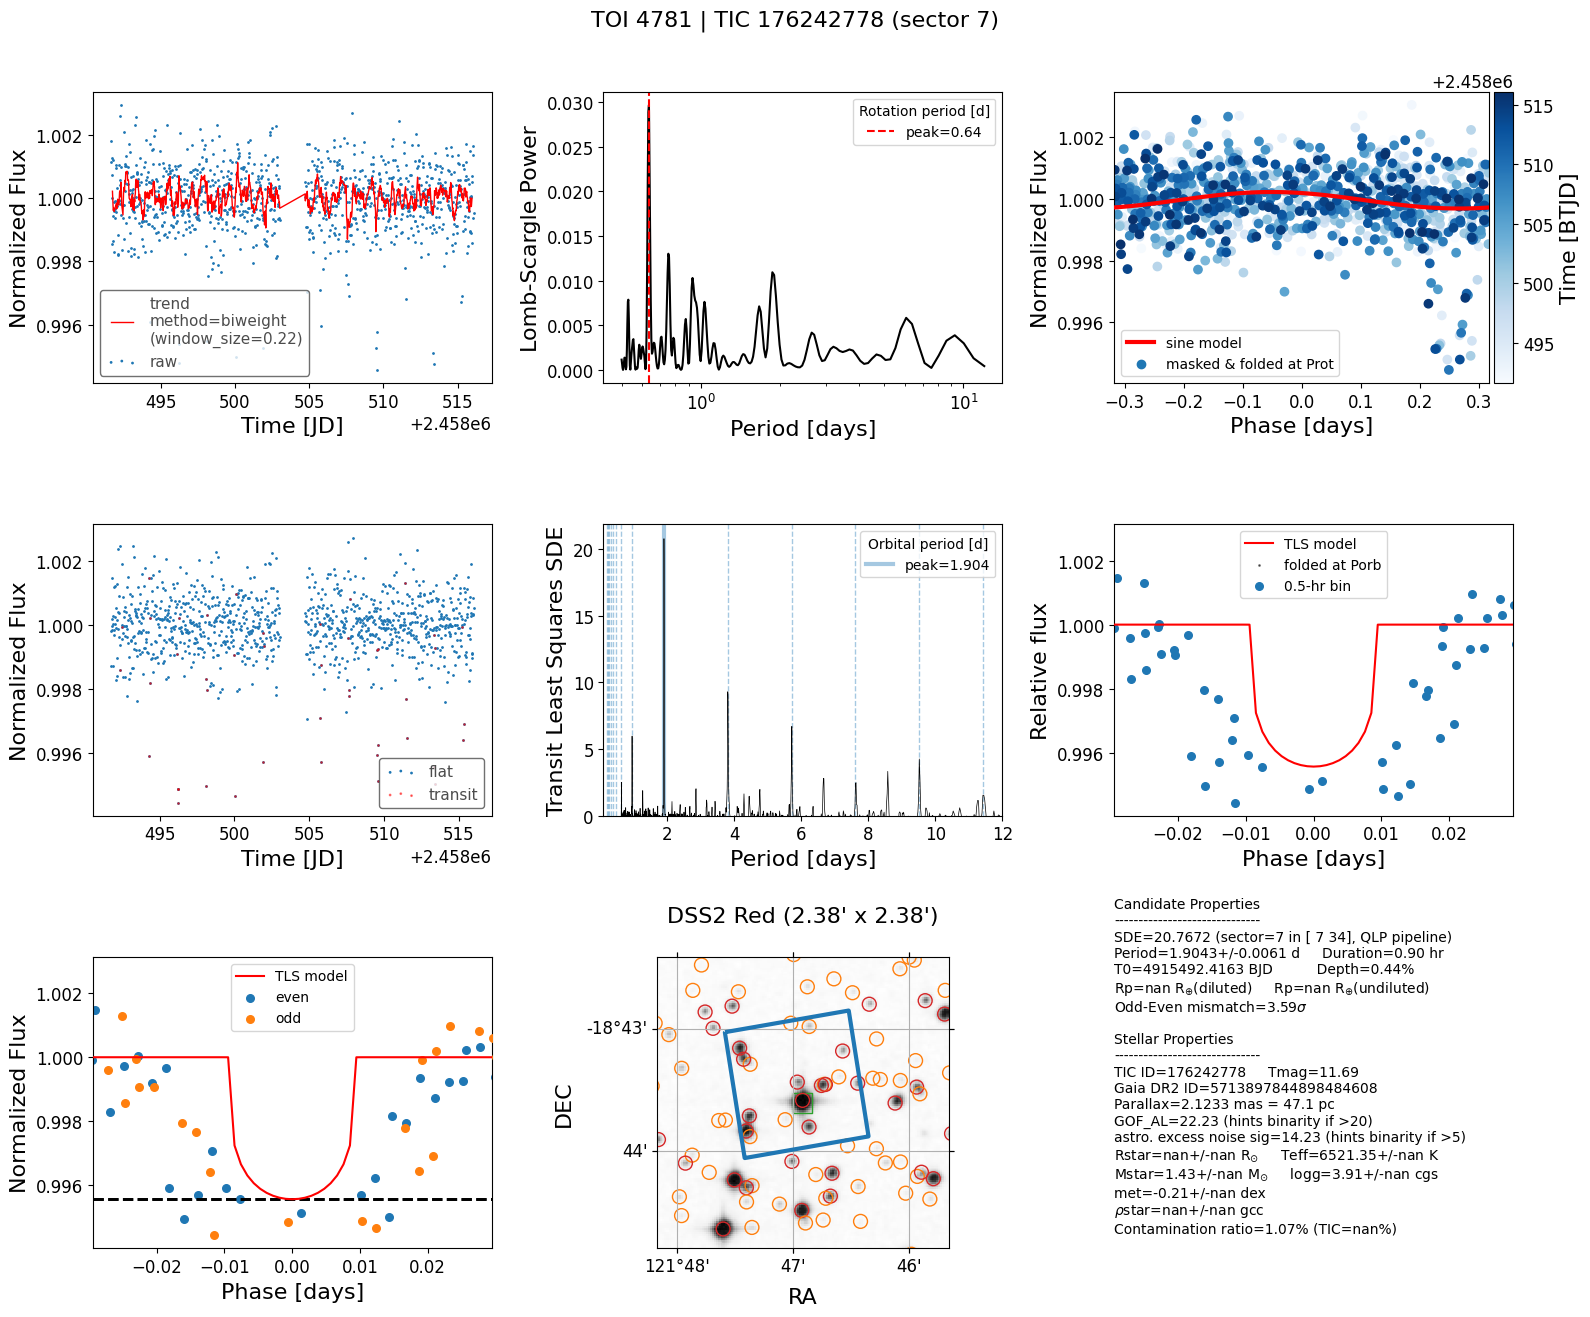 TOI 4781 | TIC 176242778 (sector 7)
Normalized Flux
1.002
1.000
0.998
0.996
trend
method=biweight
(window_size=0.22)
raw
495 500 505 510 515
Time [JD]
+2.458e6
Lomb-Scargle Power
0.030
0.025
0.020
0.015
0.010
0.005
0.000
Rotation period [d]
peak=0.64
10⁰ 10¹
Period [days]
+2.458e6
Normalized Flux
1.002
1.000
0.998
0.996
sine model
masked & folded at Prot
−0.3 −0.2 −0.1 0.0 0.1 0.2 0.3
Phase [days]
515
510
505
500
495
Time [BTJD]
Normalized Flux
1.002
1.000
0.998
0.996
flat
transit
495 500 505 510 515
Time [JD]
+2.458e6
Transit Least Squares SDE
20
15
10
5
0
Orbital period [d]
peak=1.904
2 4 6 8 10 12
Period [days]
Relative flux
1.002
1.000
0.998
0.996
TLS model
folded at Porb
0.5-hr bin
−0.02 −0.01 0.00 0.01 0.02
Phase [days]
Normalized Flux
1.002
1.000
0.998
0.996
TLS model
even
odd
−0.02 −0.01 0.00 0.01 0.02
Phase [days]
DSS2 Red (2.38' x 2.38')
DEC
-18°43'
44'
121°48' 47' 46'
RA
Candidate Properties
------------------------------
SDE=20.7672 (sector=7 in [ 7 34], QLP pipeline)
Period=1.9043+/-0.0061 d Duration=0.90 hr
T0=4915492.4163 BJD Depth=0.44%
Rp=nan R⊕(diluted) Rp=nan R⊕(undiluted)
Odd-Even mismatch=3.59σ
Stellar Properties
------------------------------
TIC ID=176242778 Tmag=11.69
Gaia DR2 ID=5713897844898484608
Parallax=2.1233 mas = 47.1 pc
GOF_AL=22.23 (hints binarity if >20)
astro. excess noise sig=14.23 (hints binarity if >5)
Rstar=nan+/-nan R⊙ Teff=6521.35+/-nan K
Mstar=1.43+/-nan M⊙ logg=3.91+/-nan cgs
met=-0.21+/-nan dex
ρstar=nan+/-nan gcc
Contamination ratio=1.07% (TIC=nan%)